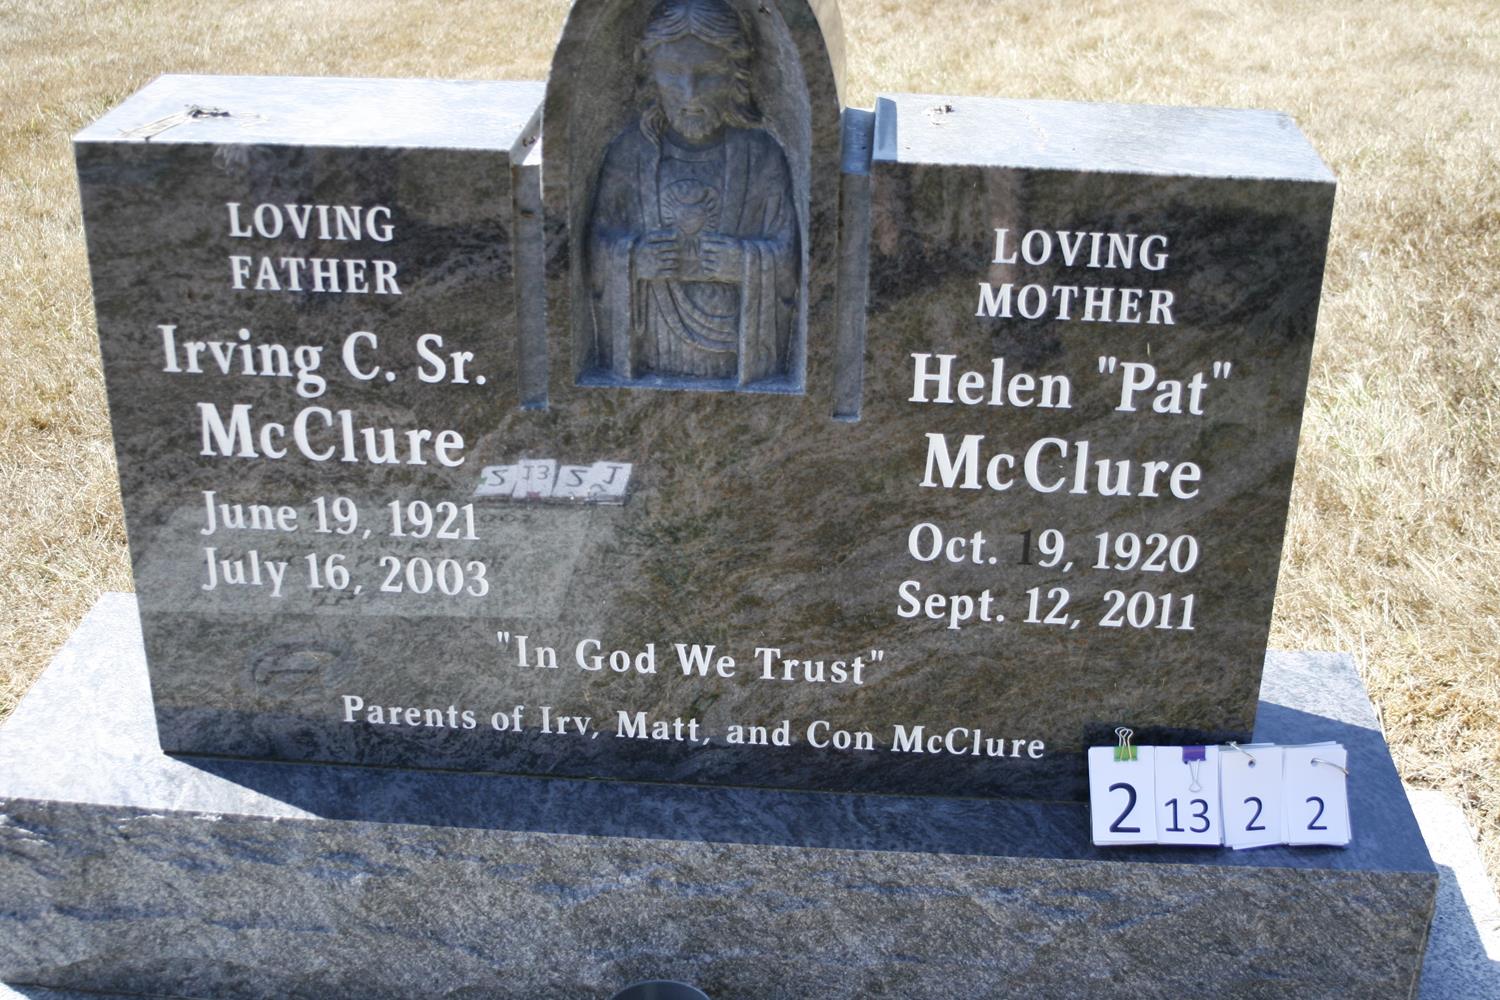 LOVING
FATHER
Irving C. Sr.
McClure
June 19, 1921
July 16, 2003
LOVING
MOTHER
Helen "Pat"
McClure
Oct. 19, 1920
Sept. 12, 2011
"In God We Trust"
Parents of Irv, Matt, and Con McClure
2 13 2 2